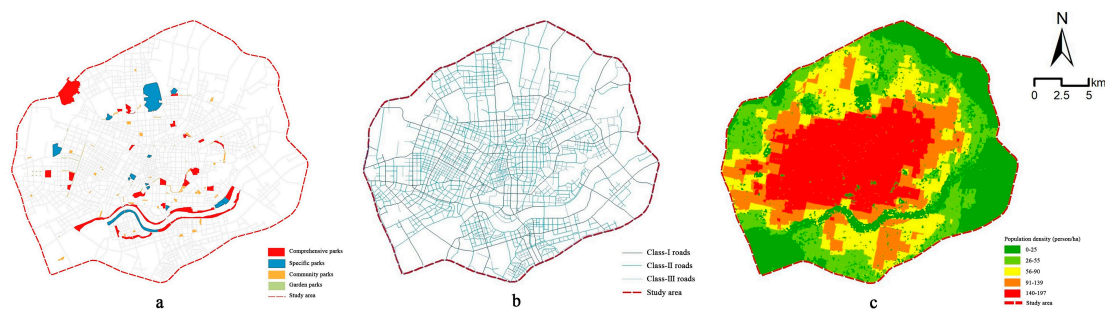 Comprehensive parks
Specific parks
Community parks
Garden parks
Study area
a
Class-I roads
Class-II roads
Class-III roads
Study area
b
N
km
0 2.5 5
Population density (person/ha)
0-25
26-55
56-90
91-139
140-197
Study area
c